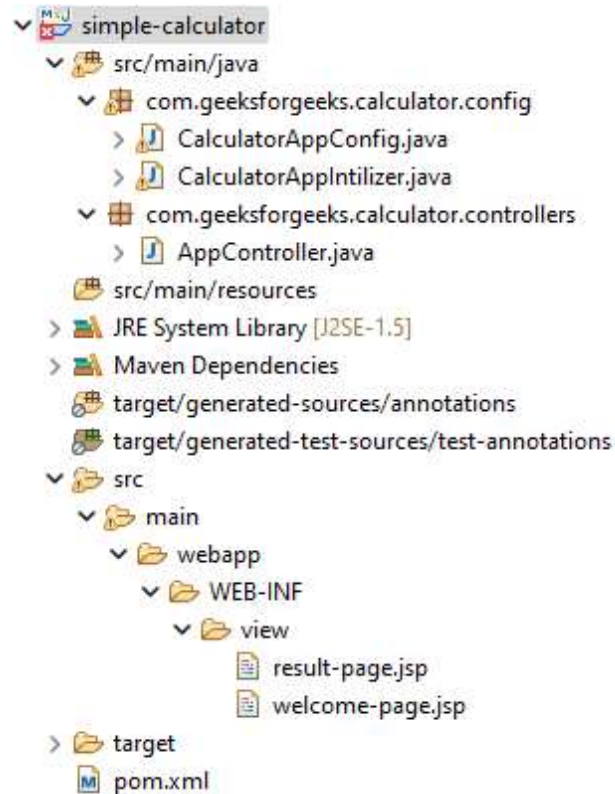 simple-calculator
src/main/java
com.geeksforgeeks.calculator.config
CalculatorAppConfig.java
CalculatorAppIntilizer.java
com.geeksforgeeks.calculator.controllers
AppController.java
src/main/resources
JRE System Library [J2SE-1.5]
Maven Dependencies
target/generated-sources/annotations
target/generated-test-sources/test-annotations
src
main
webapp
WEB-INF
view
result-page.jsp
welcome-page.jsp
target
pom.xml